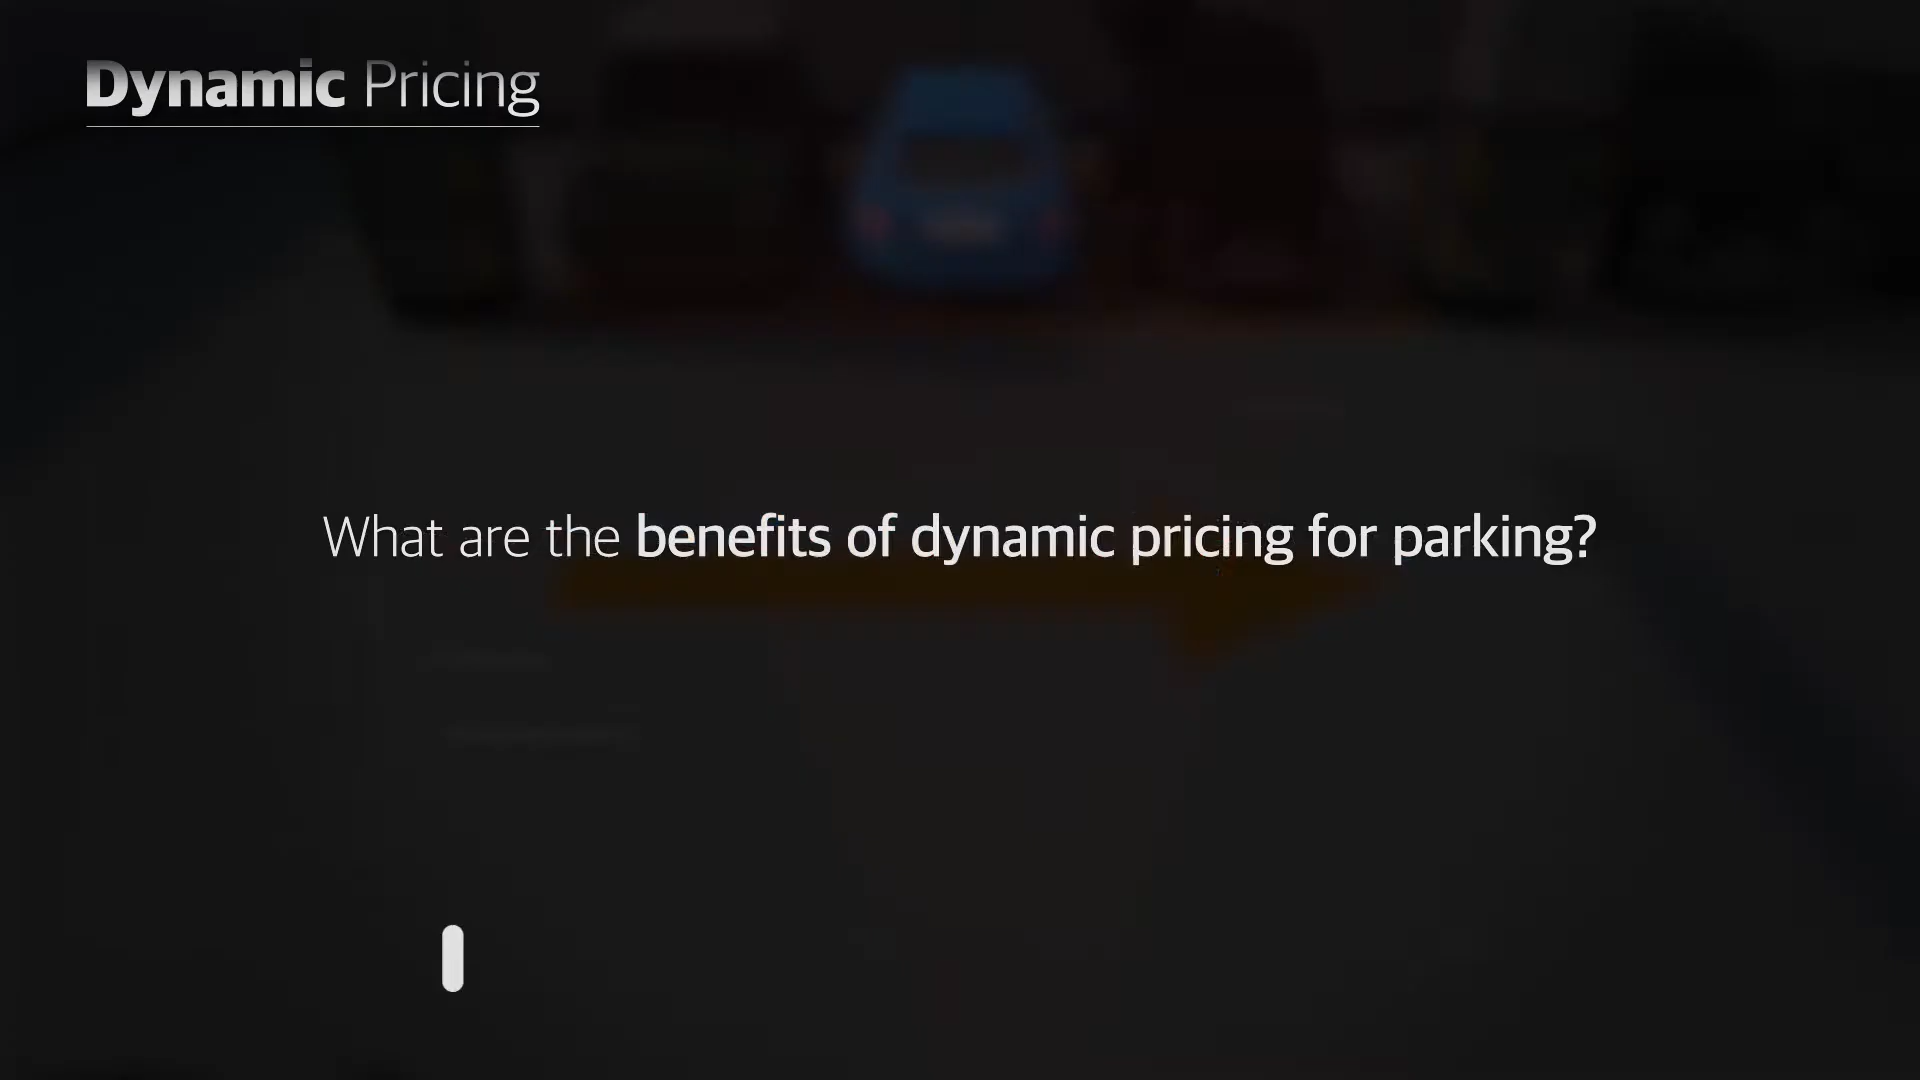 Dynamic Pricing
What are the benefits of dynamic pricing for parking?